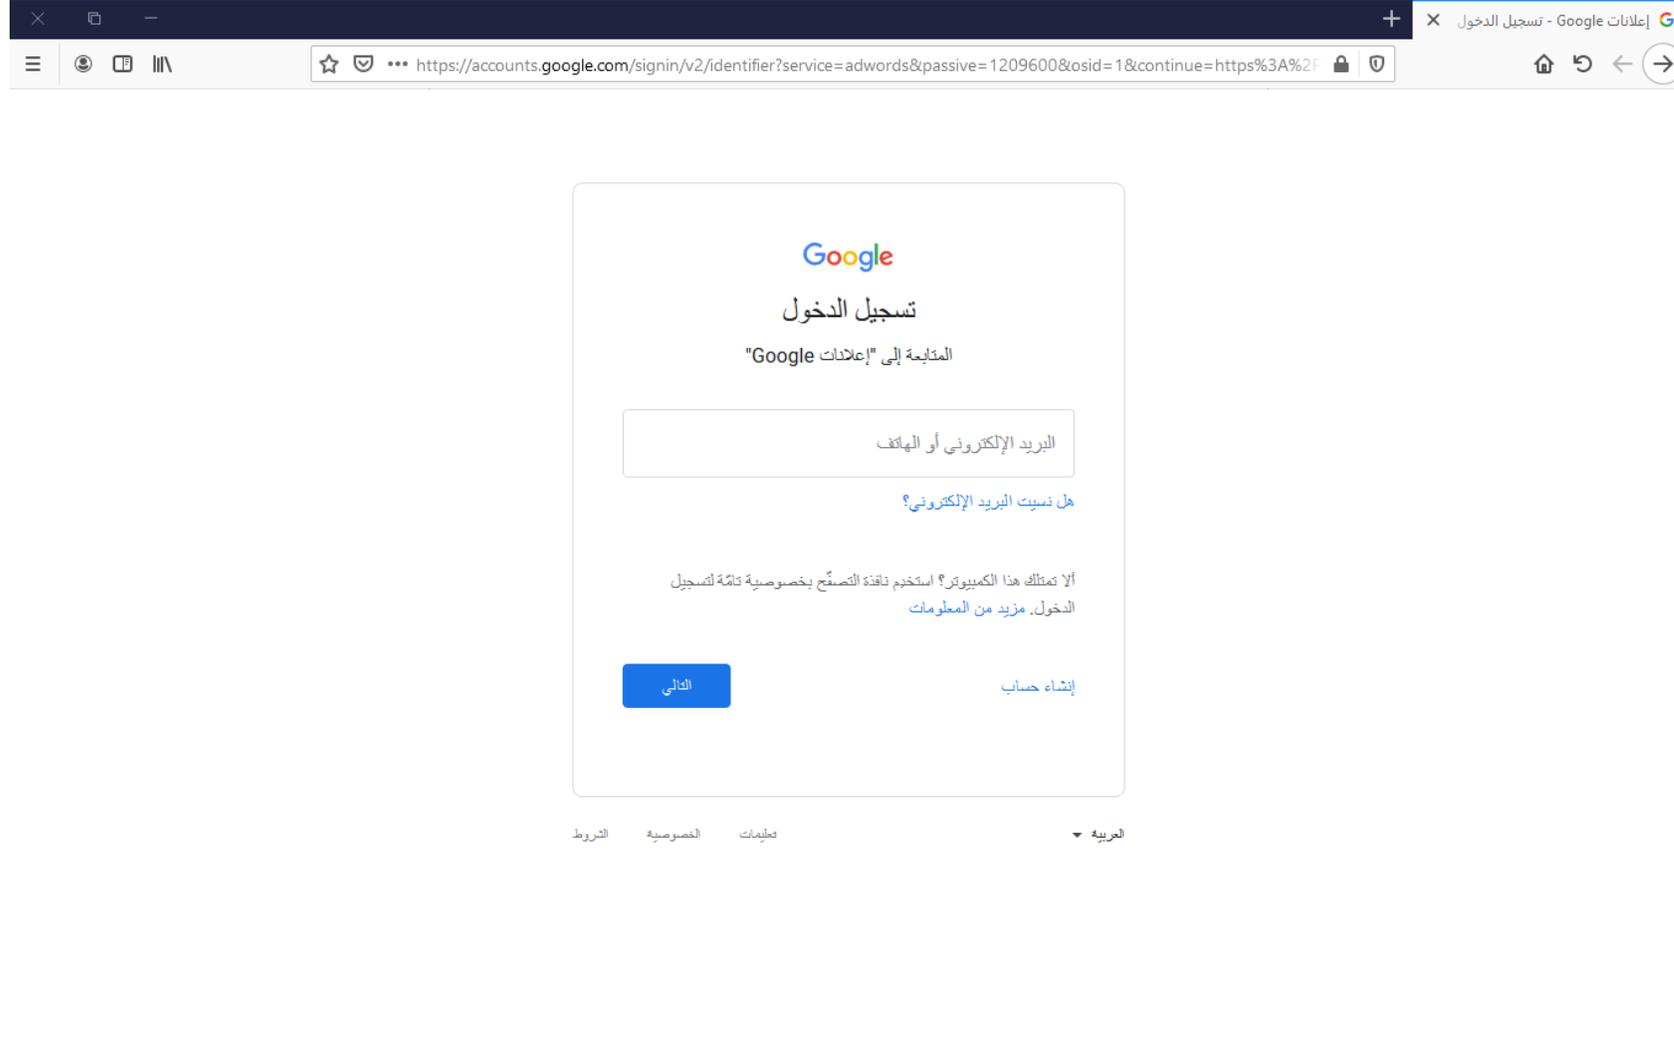 إعلانات Google - تسجيل الدخول
https://accounts.google.com/signin/v2/identifier?service=adwords&passive=1209600&osid=1&continue=https%3A%2F
Google
تسجيل الدخول
المتابعة إلى "إعلانات Google"
البريد الإلكتروني أو الهاتف
هل نسيت البريد الإلكتروني؟
ألا تمتلك هذا الكمبيوتر؟ استخدِم نافذة التصفّح بخصوصية تامّة لتسجيل
الدخول. مزيد من المعلومات
إنشاء حساب
التالي
العربية
تعليمات
الخصوصية
الشروط